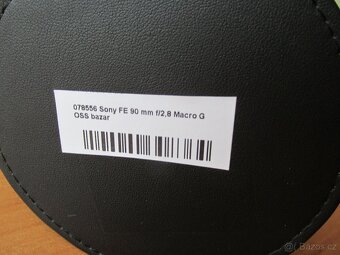 078556 Sony FE 90 mm f/2,8 Macro G
OSS bazar
Bazos.cz